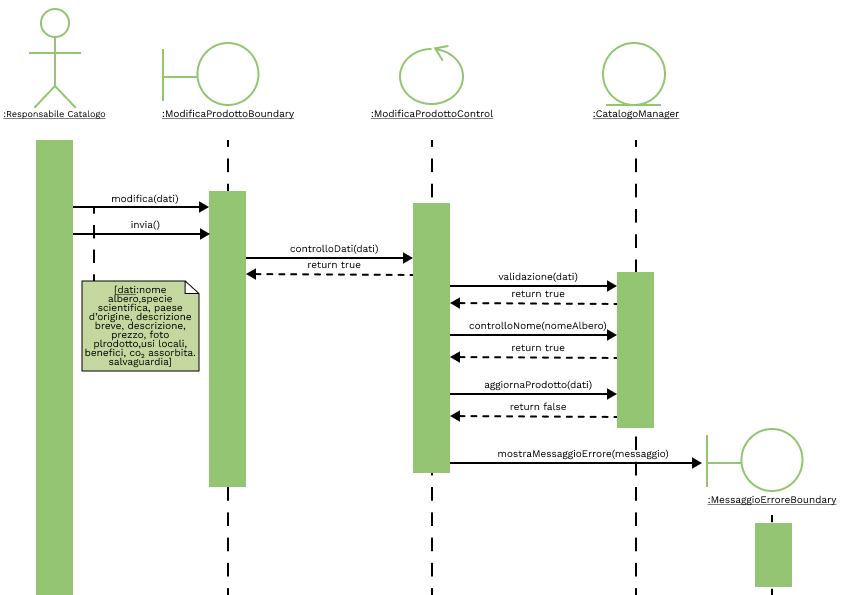 :Responsabile Catalogo
:ModificaProdottoBoundary
:ModificaProdottoControl
:CatalogoManager
modifica(dati)
invia()
controlloDati(dati)
return true
validazione(dati)
return true
controlloNome(nomeAlbero)
return true
aggiornaProdotto(dati)
return false
mostraMessaggioErrore(messaggio)
[dati:nome
albero,specie
scientifica, paese
d'origine, descrizione
breve, descrizione,
prezzo, foto
plrodotto,usi locali,
benefici, co₂ assorbita.
salvaguardia]
:MessaggioErroreBoundary